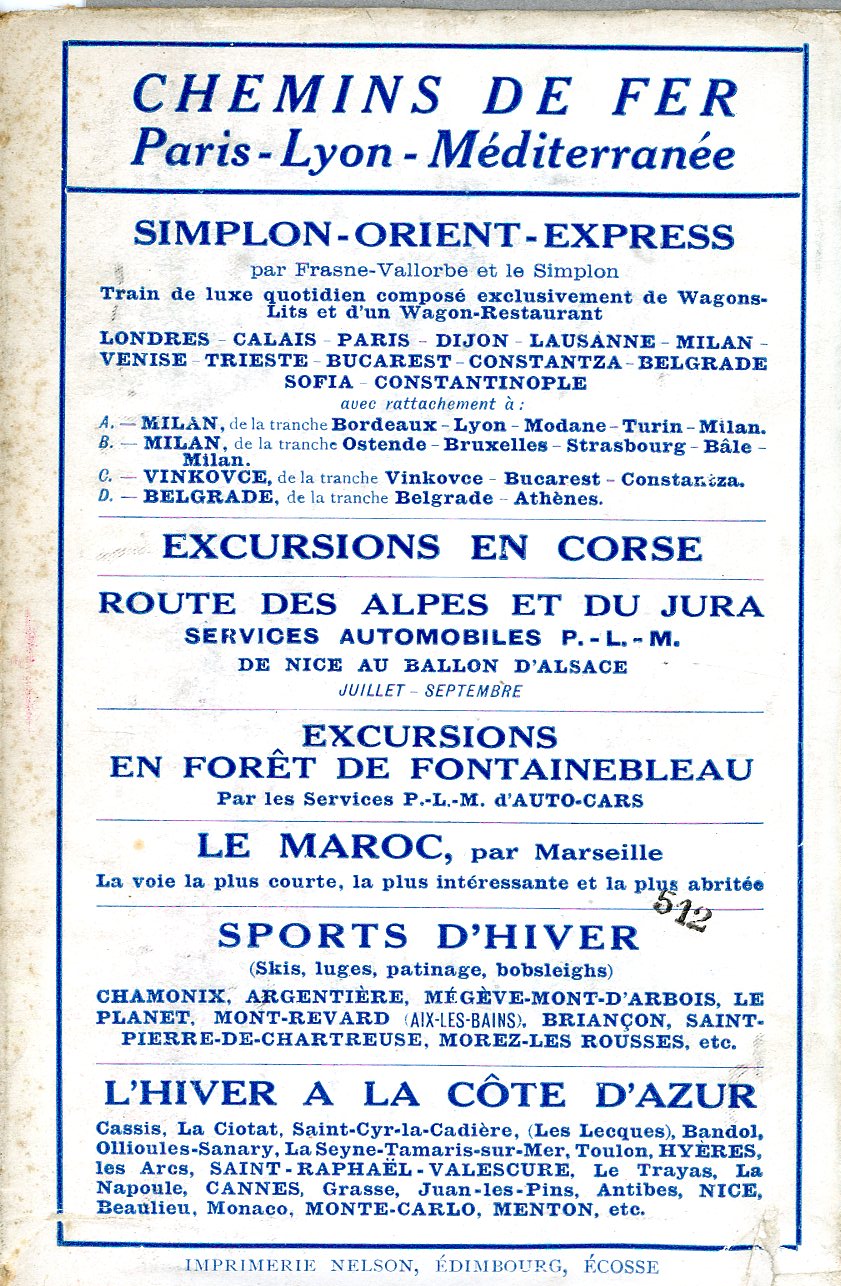 CHEMINS DE FER
Paris-Lyon-Méditerranée
SIMPLON-ORIENT-EXPRESS
par Frasne-Vallorbe et le Simplon
Train de luxe quotidien composé exclusivement de Wagons-
Lits et d'un Wagon-Restaurant
LONDRES - CALAIS - PARIS - DIJON - LAUSANNE - MILAN -
VENISE - TRIESTE - BUCAREST - CONSTANTZA - BELGRADE
SOFIA - CONSTANTINOPLE
avec rattachement à :
A. — MILAN, de la tranche Bordeaux - Lyon - Modane - Turin - Milan.
B. — MILAN, de la tranche Ostende - Bruxelles - Strasbourg - Bâle -
Milan.
C. — VINKOVCE, de la tranche Vinkovce - Bucarest - Constantza.
D. — BELGRADE, de la tranche Belgrade - Athènes.
EXCURSIONS EN CORSE
ROUTE DES ALPES ET DU JURA
SERVICES AUTOMOBILES P.-L.-M.
DE NICE AU BALLON D'ALSACE
JUILLET - SEPTEMBRE
EXCURSIONS
EN FORÊT DE FONTAINEBLEAU
Par les Services P.-L.-M. d'AUTO-CARS
LE MAROC, par Marseille
La voie la plus courte, la plus intéressante et la plus abritée
512
SPORTS D'HIVER
(Skis, luges, patinage, bobsleighs)
CHAMONIX, ARGENTIÈRE, MÉGÈVE-MONT-D'ARBOIS, LE
PLANET, MONT-REVARD (AIX-LES-BAINS), BRIANÇON, SAINT-
PIERRE-DE-CHARTREUSE, MOREZ-LES ROUSSES, etc.
L'HIVER A LA CÔTE D'AZUR
Cassis, La Ciotat, Saint-Cyr-la-Cadière, (Les Lecques), Bandol,
Ollioules-Sanary, La Seyne-Tamaris-sur-Mer, Toulon, HYÈRES,
les Arcs, SAINT-RAPHAËL-VALESCURE, Le Trayas, La
Napoule, CANNES, Grasse, Juan-les-Pins, Antibes, NICE,
Beaulieu, Monaco, MONTE-CARLO, MENTON, etc.
IMPRIMERIE NELSON, ÉDIMBOURG, ÉCOSSE